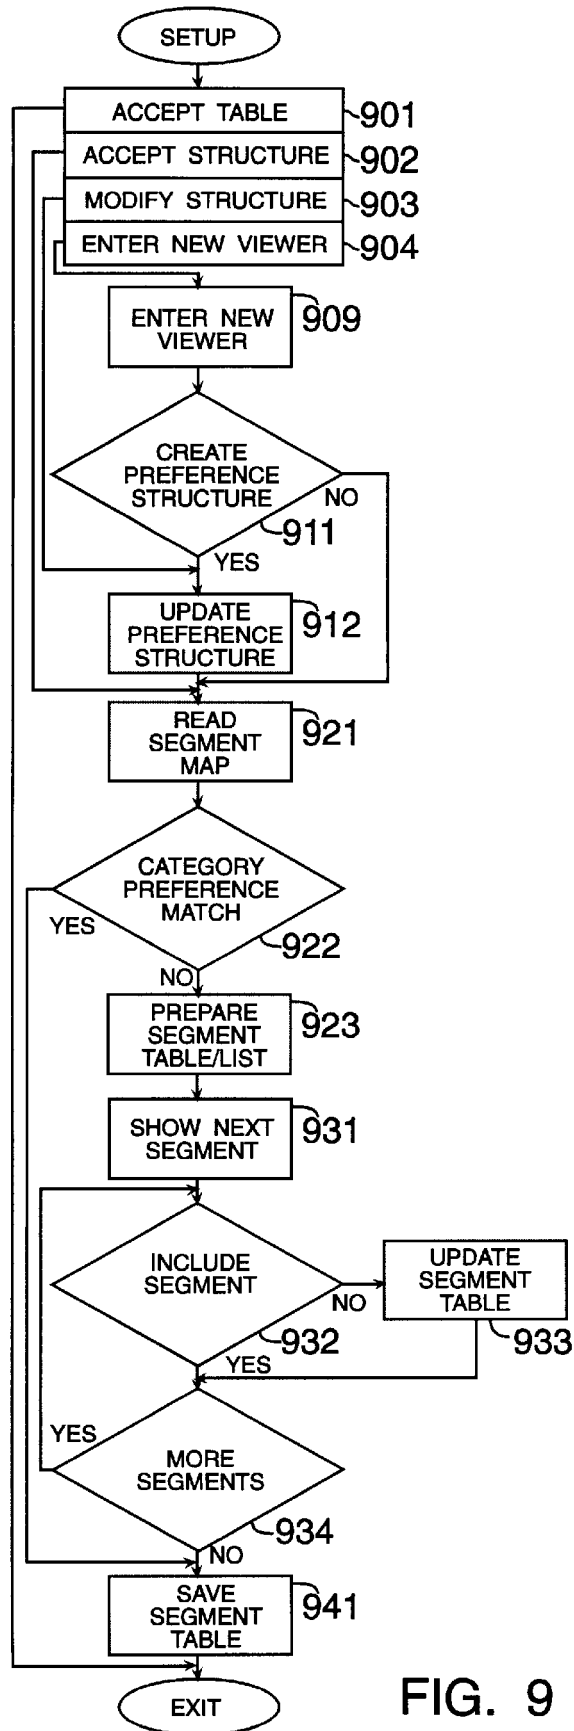 SETUP
ACCEPT TABLE 901
ACCEPT STRUCTURE 902
MODIFY STRUCTURE 903
ENTER NEW VIEWER 904
ENTER NEW
VIEWER
909
CREATE
PREFERENCE
STRUCTURE
NO
911
YES
UPDATE
PREFERENCE
STRUCTURE
912
READ
SEGMENT
MAP
921
CATEGORY
PREFERENCE
MATCH
YES
922
NO
PREPARE
SEGMENT
TABLE/LIST
923
SHOW NEXT
SEGMENT
931
INCLUDE
SEGMENT
NO
932
YES
UPDATE
SEGMENT
TABLE
933
YES
MORE
SEGMENTS
934
NO
SAVE
SEGMENT
TABLE
941
EXIT
FIG. 9